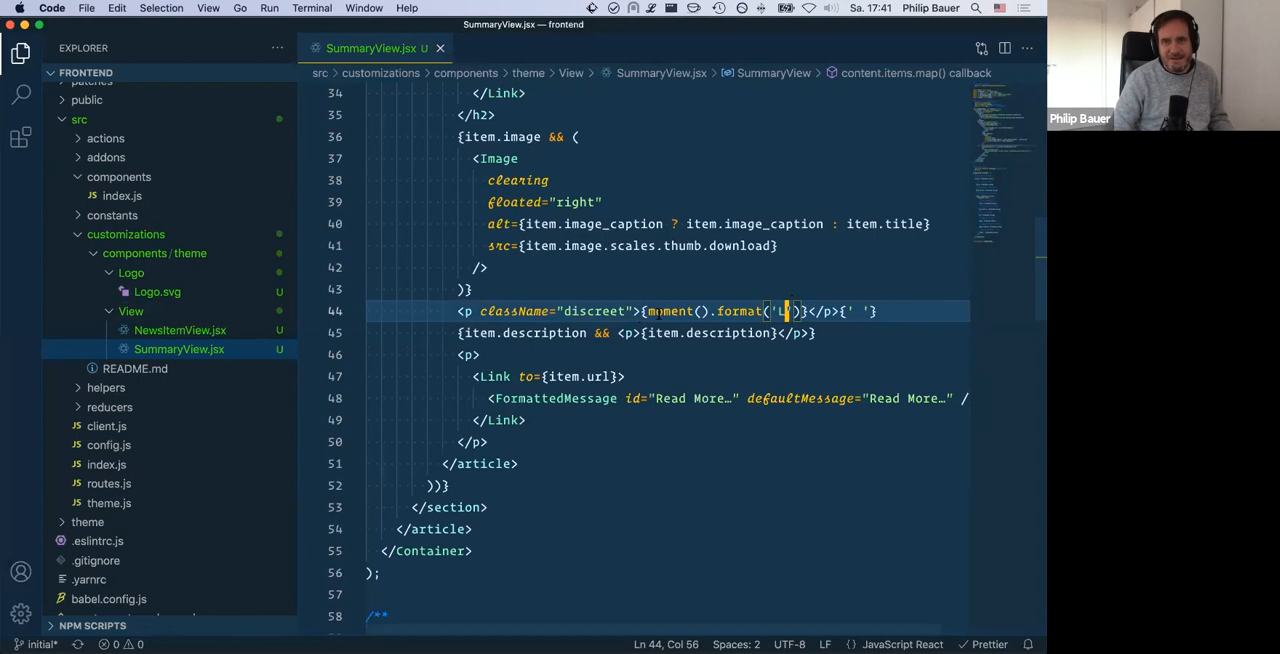 Code File Edit Selection View Go Run Terminal Window Help Sa. 17:41 Philip Bauer
SummaryView.jsx — frontend
EXPLORER
SummaryView.jsx U
FRONTEND
src › customizations › components › theme › View › SummaryView.jsx › SummaryView › content.items.map() callback
public
src
actions
addons
components
index.js
constants
customizations
components / theme
Logo
Logo.svg U
View
NewsItemView.jsx U
SummaryView.jsx U
README.md
helpers
reducers
client.js
config.js
index.js
routes.js
theme.js
theme
.eslintrc.js
.gitignore
.yarnrc
babel.config.js
NPM SCRIPTS
34 </Link>
35 </h2>
36 {item.image && (
37 <Image
38 clearing
39 floated="right"
40 alt={item.image_caption ? item.image_caption : item.title}
41 src={item.image.scales.thumb.download}
42 />
43 )}
44 <p className="discreet">{moment().format('L')}</p>{' '}
45 {item.description && <p>{item.description}</p>}
46 <p>
47 <Link to={item.url}>
48 <FormattedMessage id="Read More…" defaultMessage="Read More…" /
49 </Link>
50 </p>
51 </article>
52 ))}
53 </section>
54 </article>
55 </Container>
56 );
57
58 /**
initial* 0 0 Ln 44, Col 56 Spaces: 2 UTF-8 LF {} JavaScript React Prettier
Philip Bauer